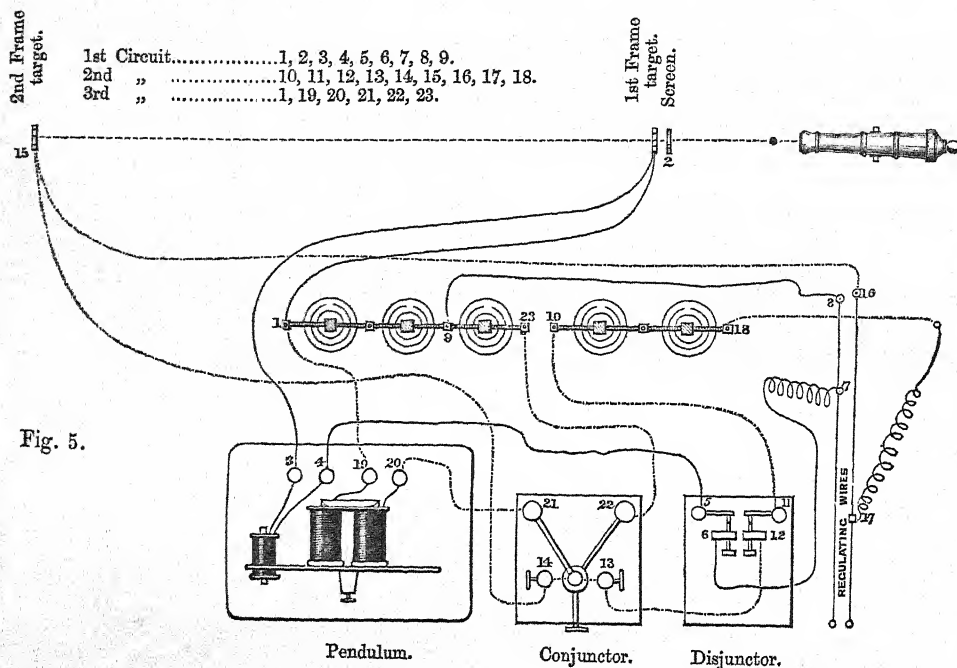 2nd Frame
target.
1st Circuit..................1, 2, 3, 4, 5, 6, 7, 8, 9.
2nd „ ..................10, 11, 12, 13, 14, 15, 16, 17, 18.
3rd „ ..................1, 19, 20, 21, 22, 23.
1st Frame
target.
Screen.
15
2
8
16
1
9
23
10
18
7
Fig. 5.
3
4
19
20
21
22
5
11
6
12
17
14
13
REGULATING WIRES
Pendulum.
Conjunctor.
Disjunctor.